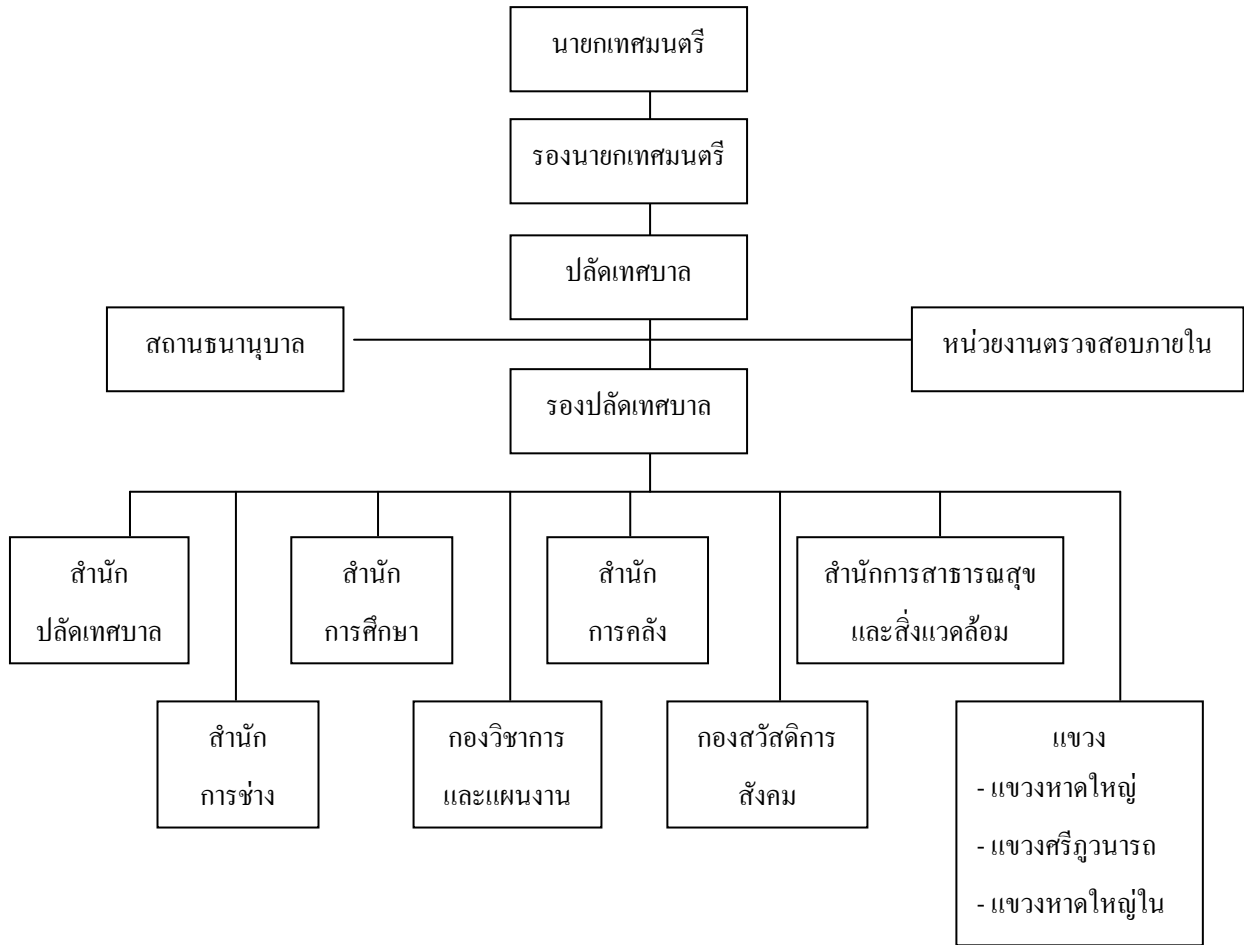 นายกเทศมนตรี
รองนายกเทศมนตรี
ปลัดเทศบาล
สถานธนานุบาล
หน่วยงานตรวจสอบภายใน
รองปลัดเทศบาล
สำนัก
ปลัดเทศบาล
สำนัก
การศึกษา
สำนัก
การคลัง
สำนักการสาธารณสุข
และสิ่งแวดล้อม
สำนัก
การช่าง
กองวิชาการ
และแผนงาน
กองสวัสดิการ
สังคม
แขวง
- แขวงหาดใหญ่
- แขวงศรีภูวนารถ
- แขวงหาดใหญ่ใน